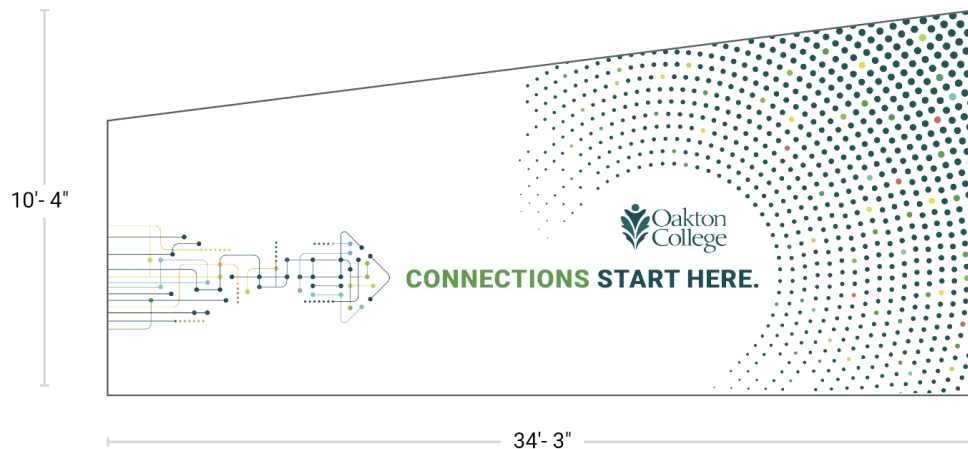 10'- 4"
Oakton
College
CONNECTIONS START HERE.
34'- 3"